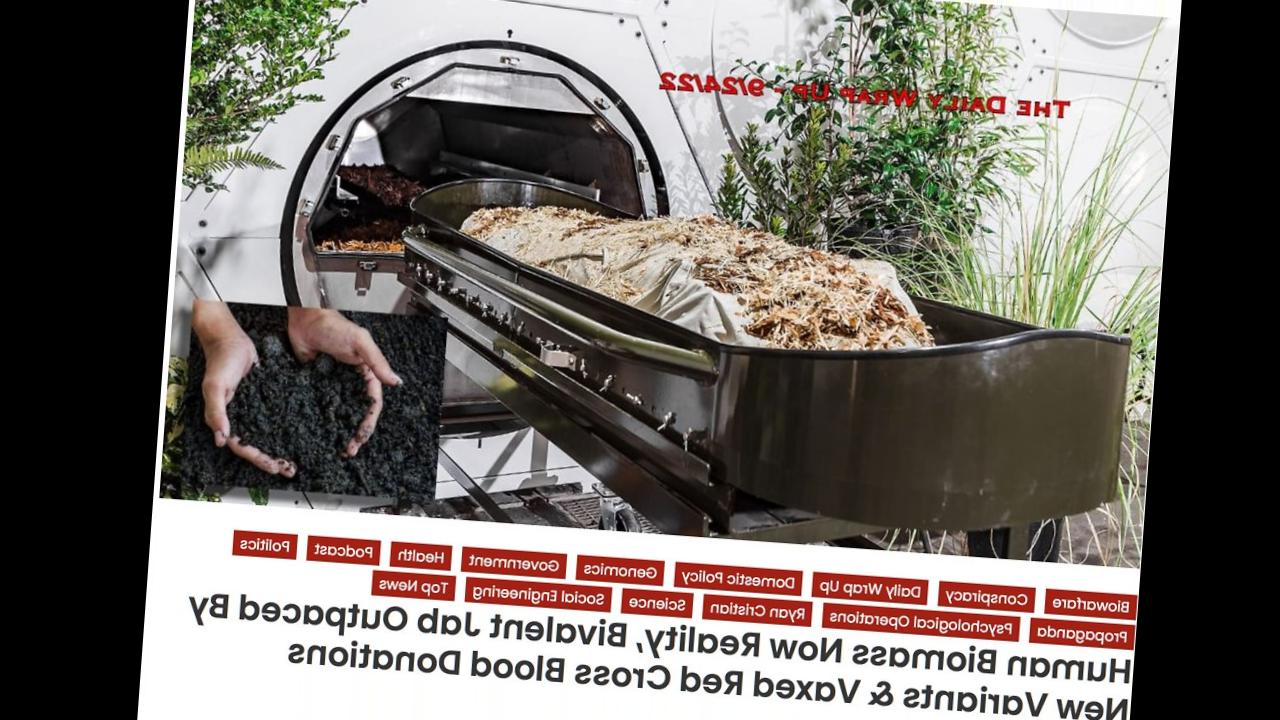 THE DAILY WRAP UP - 9/24/22
Biowarfare Conspiracy Daily Wrap Up Domestic Policy Genomics Government Health Podcast Politics
Propaganda Psychological Operations Ryan Cristian Science Social Engineering Top News
Human Biomass Now Reality, Bivalent Jab Outpaced By
New Variants & Vaxed Red Cross Blood Donations